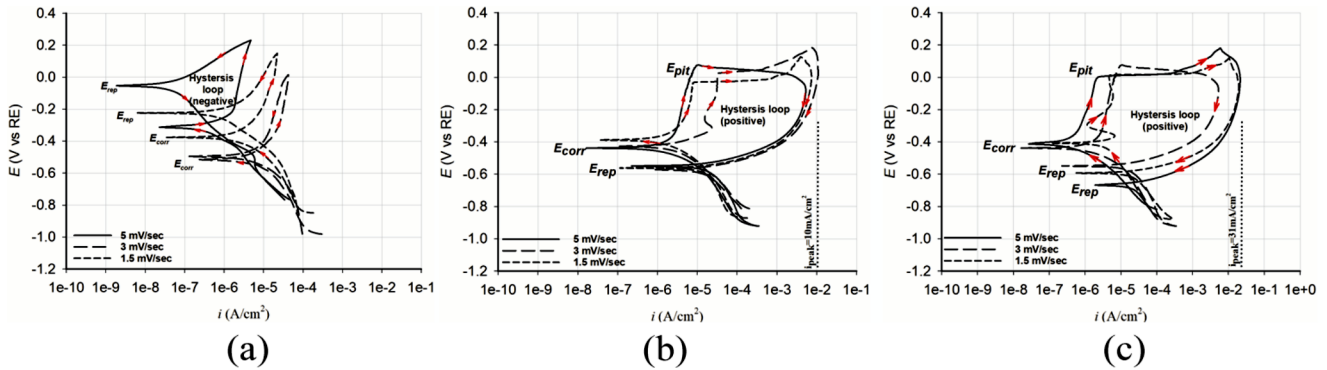 0.4
0.2
0.0
-0.2
-0.4
-0.6
-0.8
-1.0
-1.2
E (V vs RE)
Erep
Hystersis
loop
(negative)
Erep
Ecorr
Ecorr
5 mV/sec
3 mV/sec
1.5 mV/sec
1e-10 1e-9 1e-8 1e-7 1e-6 1e-5 1e-4 1e-3 1e-2 1e-1
i (A/cm²)
(a)
0.4
0.2
0.0
-0.2
-0.4
-0.6
-0.8
-1.0
-1.2
E (V vs RE)
Epit
Hystersis loop
(positive)
Ecorr
Erep
ipeak=10mA/cm²
5 mV/sec
3 mV/sec
1.5 mV/sec
1e-10 1e-9 1e-8 1e-7 1e-6 1e-5 1e-4 1e-3 1e-2 1e-1
i (A/cm²)
(b)
0.4
0.2
0.0
-0.2
-0.4
-0.6
-0.8
-1.0
-1.2
E (V vs RE)
Epit
Hystersis loop
(positive)
Ecorr
Erep
Erep
ipeak=31mA/cm²
5 mV/sec
3 mV/sec
1.5 mV/sec
1e-10 1e-9 1e-8 1e-7 1e-6 1e-5 1e-4 1e-3 1e-2 1e-1 1e+0
i (A/cm²)
(c)